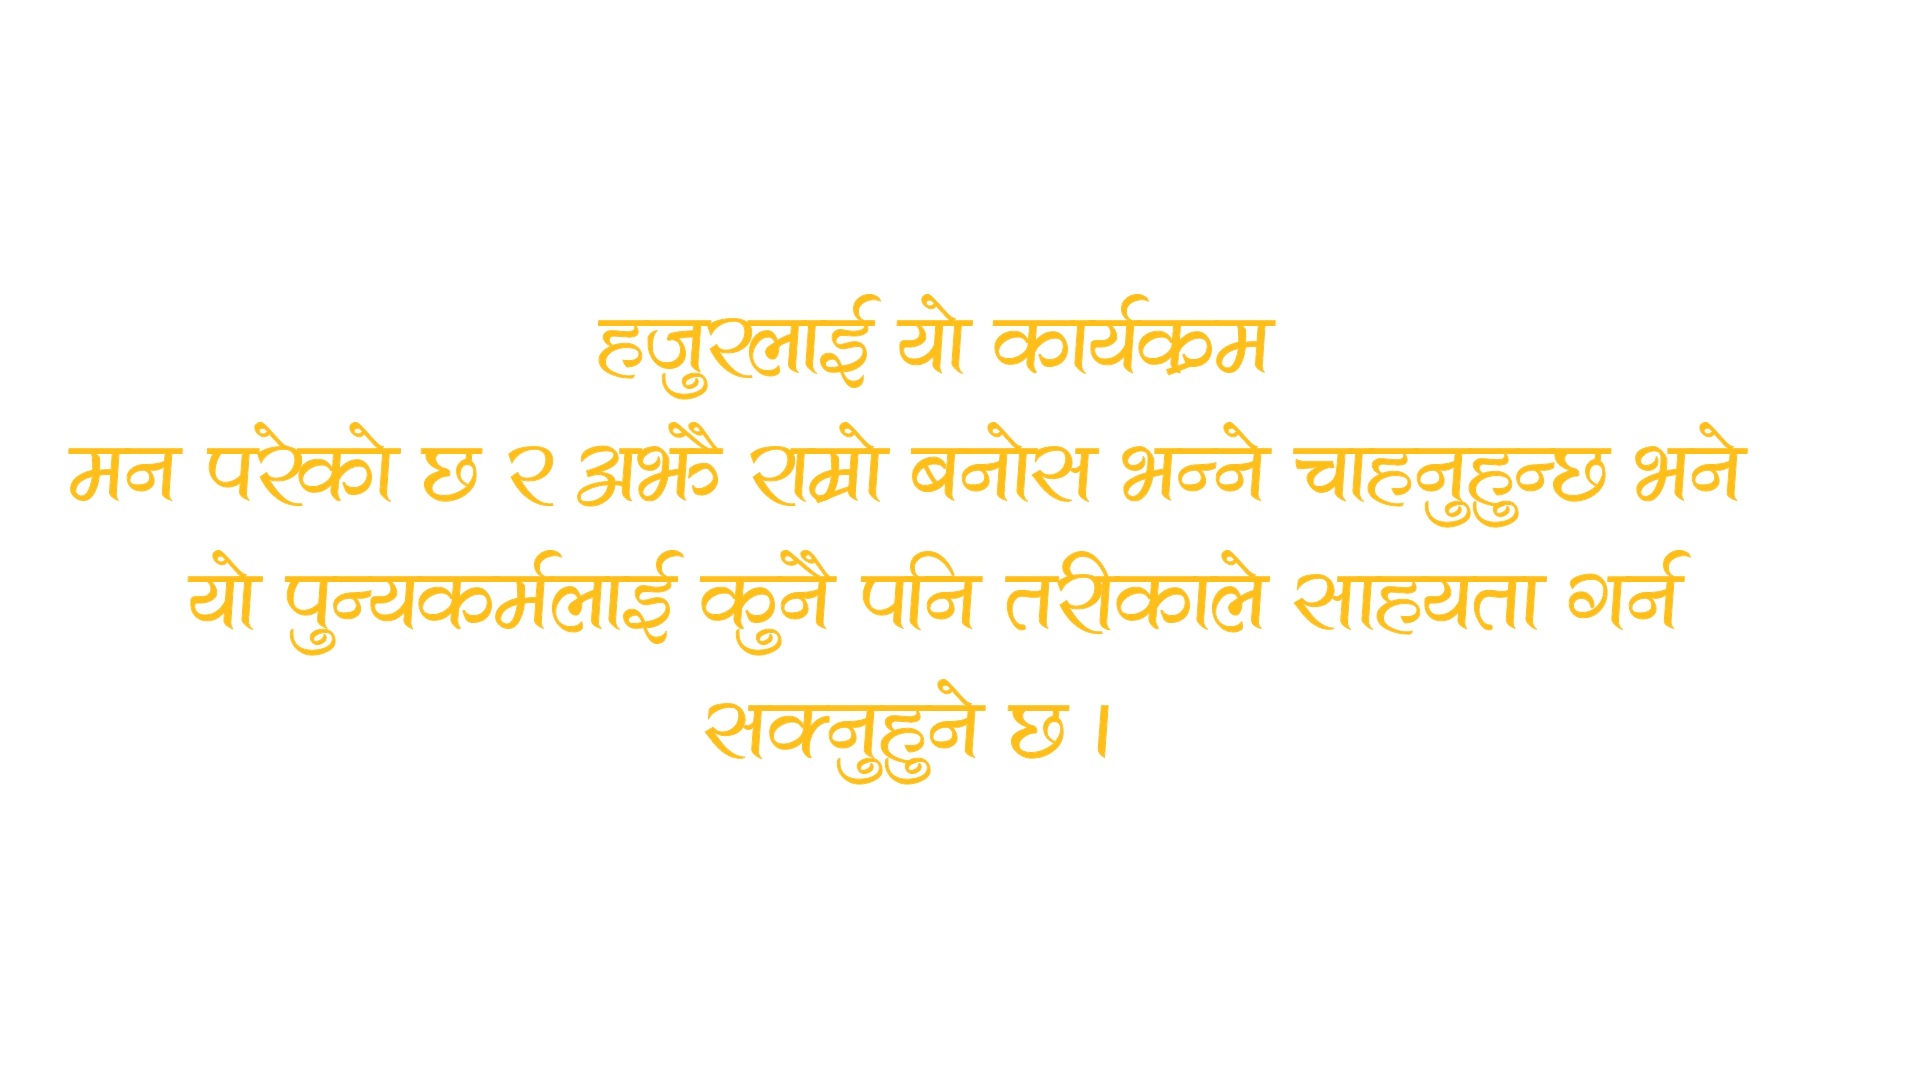 हजुरलाई यो कार्यक्रम
मन परेको छ र अझै राम्रो बनोस भन्ने चाहनुहुन्छ भने
यो पुन्यकर्मलाई कुनै पनि तरीकाले साहयता गर्न
सक्नुहुने छ ।